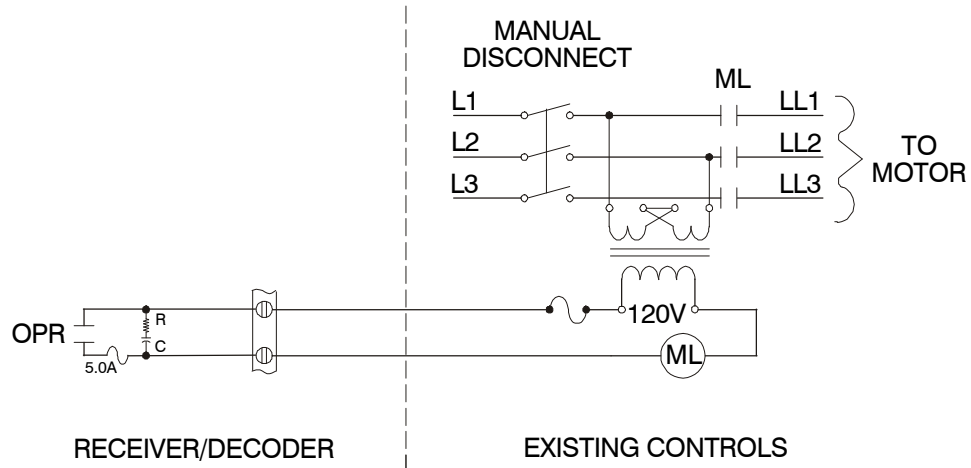 MANUAL
DISCONNECT
ML
L1
LL1
L2
LL2
TO
MOTOR
L3
LL3
120V
R
OPR
C
5.0A
ML
RECEIVER/DECODER
EXISTING CONTROLS